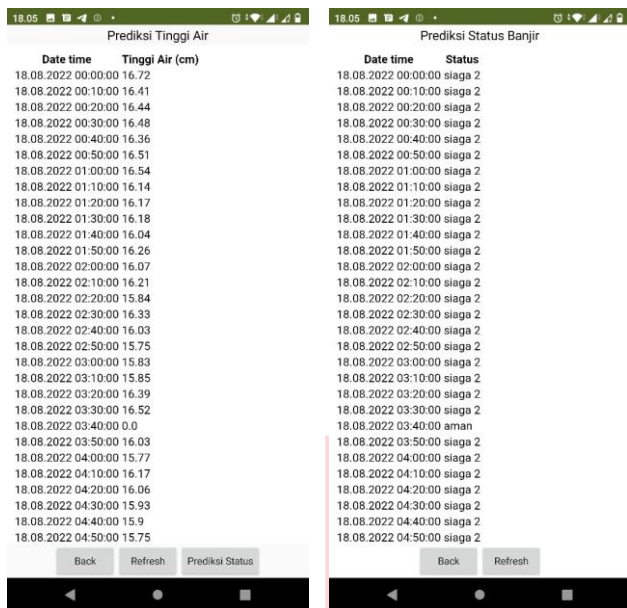 18.05
Prediksi Tinggi Air
Date time Tinggi Air (cm)
18.08.2022 00:00:00 16.72
18.08.2022 00:10:00 16.41
18.08.2022 00:20:00 16.44
18.08.2022 00:30:00 16.48
18.08.2022 00:40:00 16.36
18.08.2022 00:50:00 16.51
18.08.2022 01:00:00 16.54
18.08.2022 01:10:00 16.14
18.08.2022 01:20:00 16.17
18.08.2022 01:30:00 16.18
18.08.2022 01:40:00 16.04
18.08.2022 01:50:00 16.26
18.08.2022 02:00:00 16.07
18.08.2022 02:10:00 16.21
18.08.2022 02:20:00 15.84
18.08.2022 02:30:00 16.33
18.08.2022 02:40:00 16.03
18.08.2022 02:50:00 15.75
18.08.2022 03:00:00 15.83
18.08.2022 03:10:00 15.85
18.08.2022 03:20:00 16.39
18.08.2022 03:30:00 16.52
18.08.2022 03:40:00 0.0
18.08.2022 03:50:00 16.03
18.08.2022 04:00:00 15.77
18.08.2022 04:10:00 16.17
18.08.2022 04:20:00 16.06
18.08.2022 04:30:00 15.93
18.08.2022 04:40:00 15.9
18.08.2022 04:50:00 15.75
Back Refresh Prediksi Status
18.05
Prediksi Status Banjir
Date time Status
18.08.2022 00:00:00 siaga 2
18.08.2022 00:10:00 siaga 2
18.08.2022 00:20:00 siaga 2
18.08.2022 00:30:00 siaga 2
18.08.2022 00:40:00 siaga 2
18.08.2022 00:50:00 siaga 2
18.08.2022 01:00:00 siaga 2
18.08.2022 01:10:00 siaga 2
18.08.2022 01:20:00 siaga 2
18.08.2022 01:30:00 siaga 2
18.08.2022 01:40:00 siaga 2
18.08.2022 01:50:00 siaga 2
18.08.2022 02:00:00 siaga 2
18.08.2022 02:10:00 siaga 2
18.08.2022 02:20:00 siaga 2
18.08.2022 02:30:00 siaga 2
18.08.2022 02:40:00 siaga 2
18.08.2022 02:50:00 siaga 2
18.08.2022 03:00:00 siaga 2
18.08.2022 03:10:00 siaga 2
18.08.2022 03:20:00 siaga 2
18.08.2022 03:30:00 siaga 2
18.08.2022 03:40:00 aman
18.08.2022 03:50:00 siaga 2
18.08.2022 04:00:00 siaga 2
18.08.2022 04:10:00 siaga 2
18.08.2022 04:20:00 siaga 2
18.08.2022 04:30:00 siaga 2
18.08.2022 04:40:00 siaga 2
18.08.2022 04:50:00 siaga 2
Back Refresh